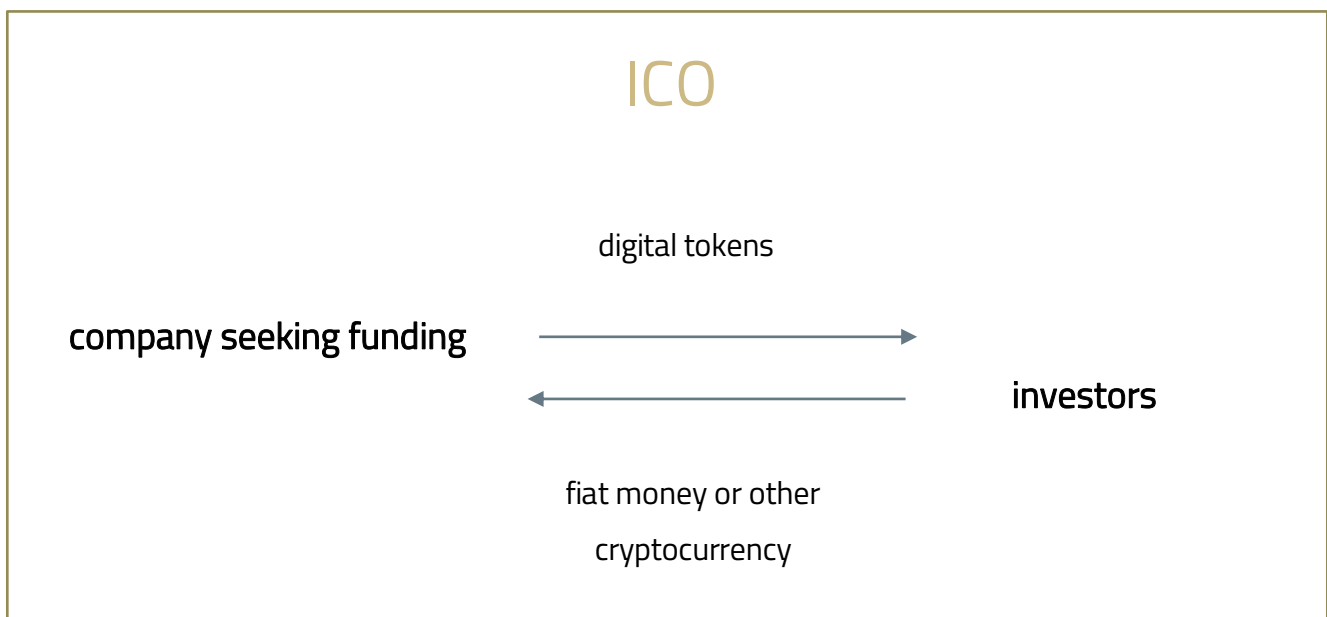 ICO
digital tokens
company seeking funding
investors
fiat money or other
cryptocurrency